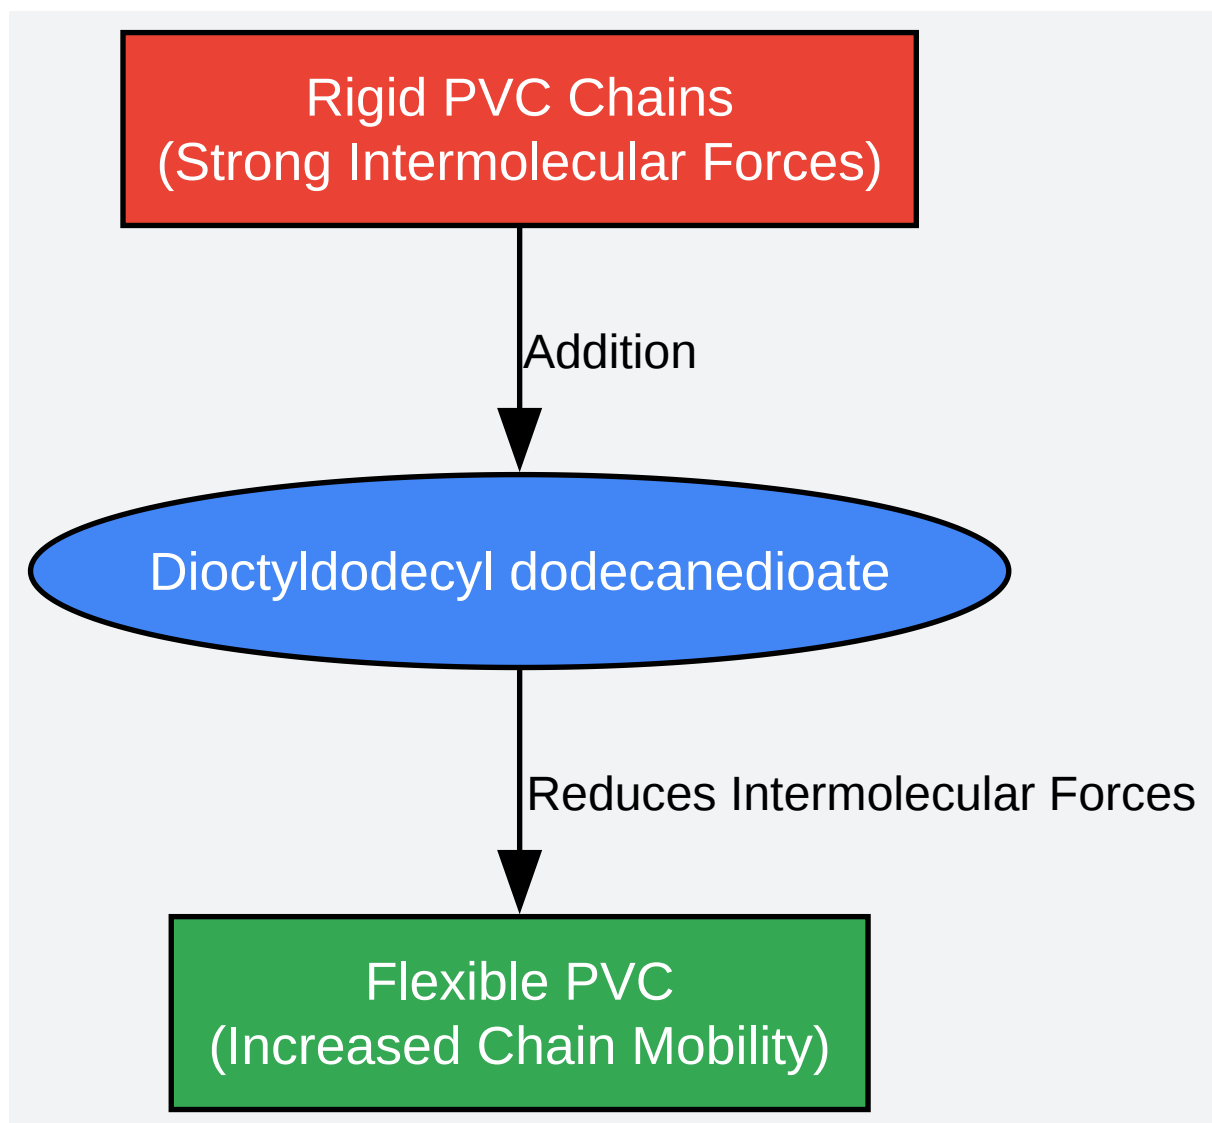 Rigid PVC Chains
(Strong Intermolecular Forces)
Addition
Dioctyldodecyl dodecanedioate
Reduces Intermolecular Forces
Flexible PVC
(Increased Chain Mobility)